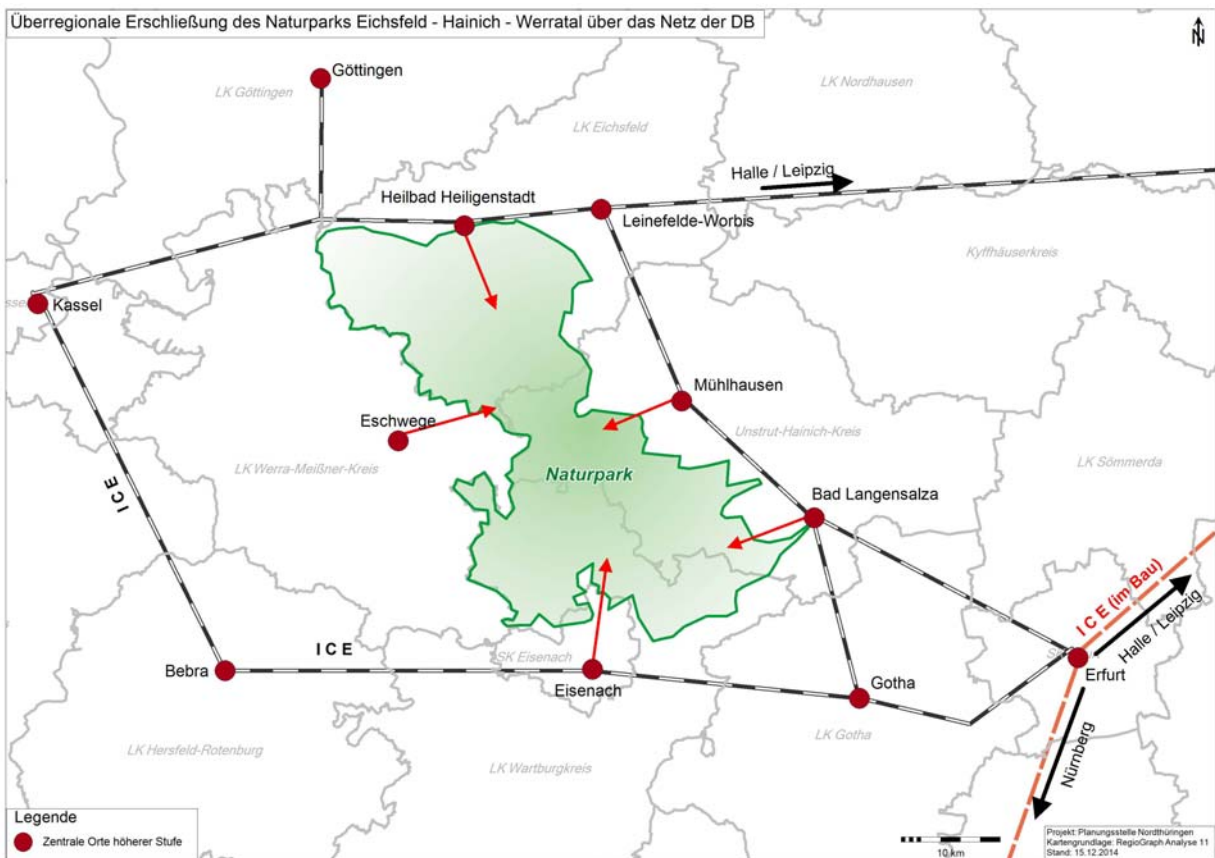 Überregionale Erschließung des Naturparks Eichsfeld - Hainich - Werratal über das Netz der DB
N
Göttingen
LK Göttingen
LK Nordhausen
LK Eichsfeld
Halle / Leipzig
Heilbad Heiligenstadt
Leinefelde-Worbis
Kyffhäuserkreis
Kassel
Mühlhausen
Eschwege
Unstrut-Hainich-Kreis
LK Werra-Meißner-Kreis
Naturpark
LK Sömmerda
ICE
Bad Langensalza
ICE (im Bau)
Halle / Leipzig
ICE
SK Eisenach
Bebra
Eisenach
Gotha
Erfurt
LK Gotha
Nürnberg
LK Hersfeld-Rotenburg
LK Wartburgkreis
Legende
Zentrale Orte höherer Stufe
10 km
Projekt: Planungsstelle Nordthüringen
Kartengrundlage: RegioGraph Analyse 11
Stand: 15.12.2014